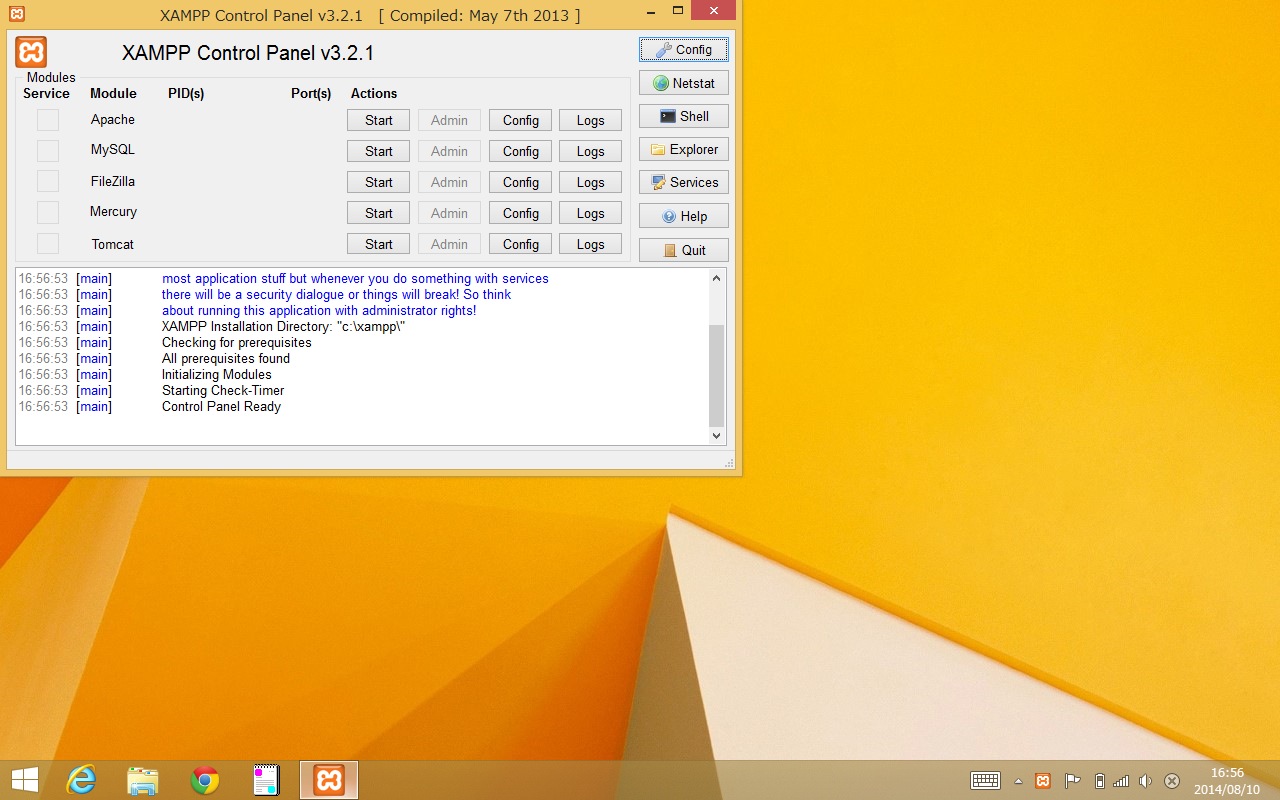 XAMPP Control Panel v3.2.1 [ Compiled: May 7th 2013 ]
XAMPP Control Panel v3.2.1
Config
Netstat
Shell
Explorer
Services
Help
Quit
Modules
Service Module PID(s) Port(s) Actions
Apache Start Admin Config Logs
MySQL Start Admin Config Logs
FileZilla Start Admin Config Logs
Mercury Start Admin Config Logs
Tomcat Start Admin Config Logs
16:56:53 [main] most application stuff but whenever you do something with services
16:56:53 [main] there will be a security dialogue or things will break! So think
16:56:53 [main] about running this application with administrator rights!
16:56:53 [main] XAMPP Installation Directory: "c:\xampp\"
16:56:53 [main] Checking for prerequisites
16:56:53 [main] All prerequisites found
16:56:53 [main] Initializing Modules
16:56:53 [main] Starting Check-Timer
16:56:53 [main] Control Panel Ready
16:56
2014/08/10